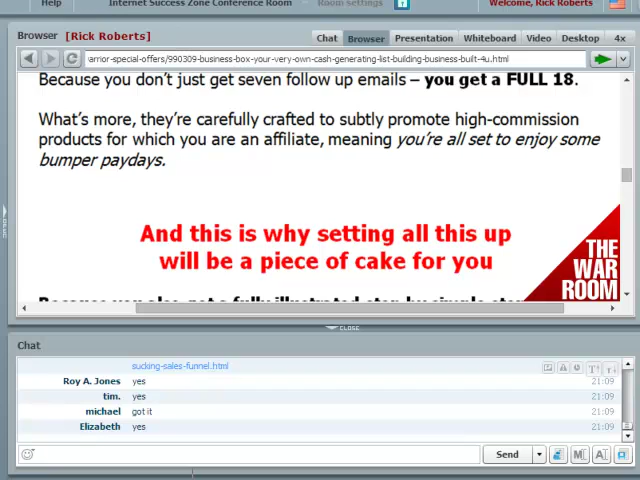 Help
Internet Success Zone Conference Room
Room settings
Welcome, Rick Roberts
Browser [Rick Roberts]
Chat
Browser
Presentation
Whiteboard
Video
Desktop
4x
arrior-special-offers/990309-business-box-your-very-own-cash-generating-list-building-business-built-4u.html
Because you don't just get seven follow up emails – you get a FULL 18.
What's more, they're carefully crafted to subtly promote high-commission
products for which you are an affiliate, meaning you're all set to enjoy some
bumper paydays.
And this is why setting all this up
will be a piece of cake for you
THE
WAR
ROOM
CLOSE
Chat
sucking-sales-funnel.html
Roy A. Jones yes 21:09
tim. yes 21:09
michael got it 21:09
Elizabeth yes 21:09
Send